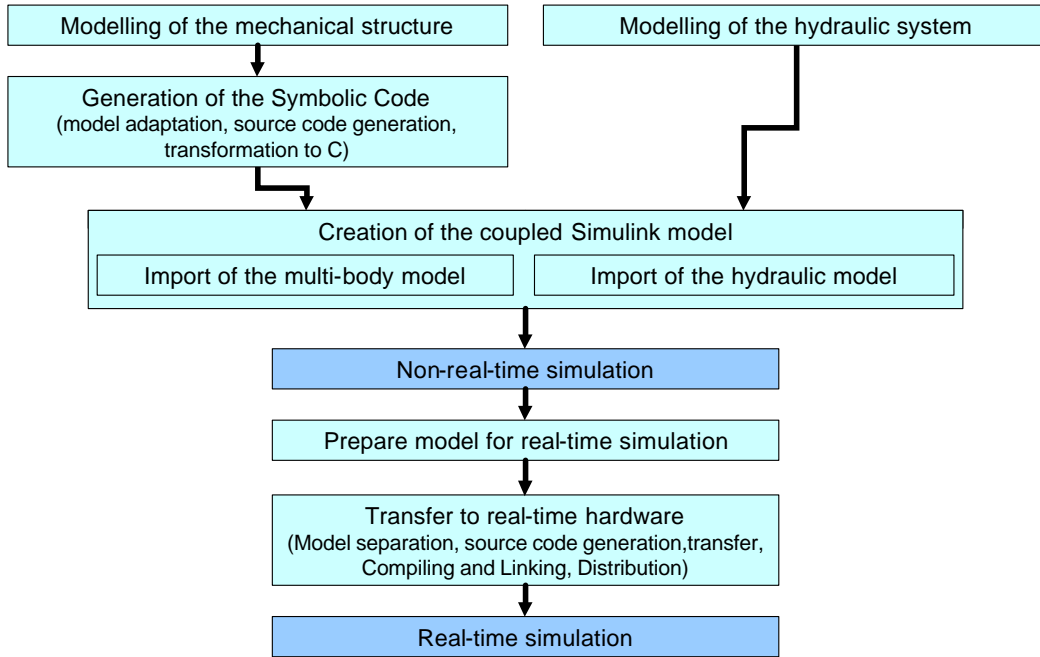 Modelling of the mechanical structure
Modelling of the hydraulic system
Generation of the Symbolic Code
(model adaptation, source code generation,
transformation to C)
Creation of the coupled Simulink model
Import of the multi-body model
Import of the hydraulic model
Non-real-time simulation
Prepare model for real-time simulation
Transfer to real-time hardware
(Model separation, source code generation,transfer,
Compiling and Linking, Distribution)
Real-time simulation